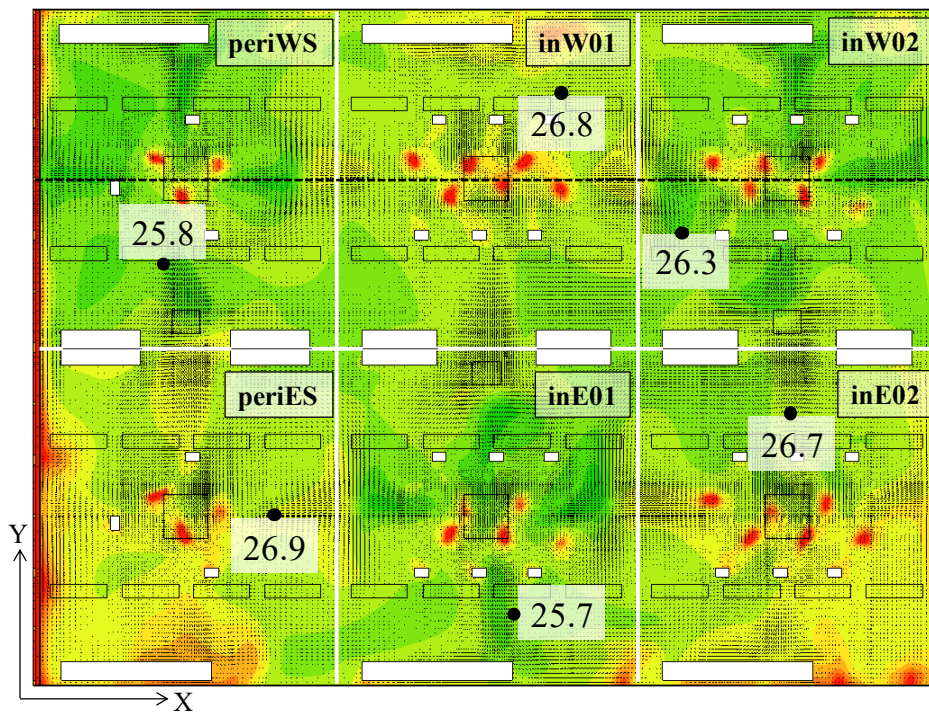 periWS
inW01
inW02
26.8
25.8
26.3
periES
inE01
inE02
26.7
26.9
25.7
Y
X